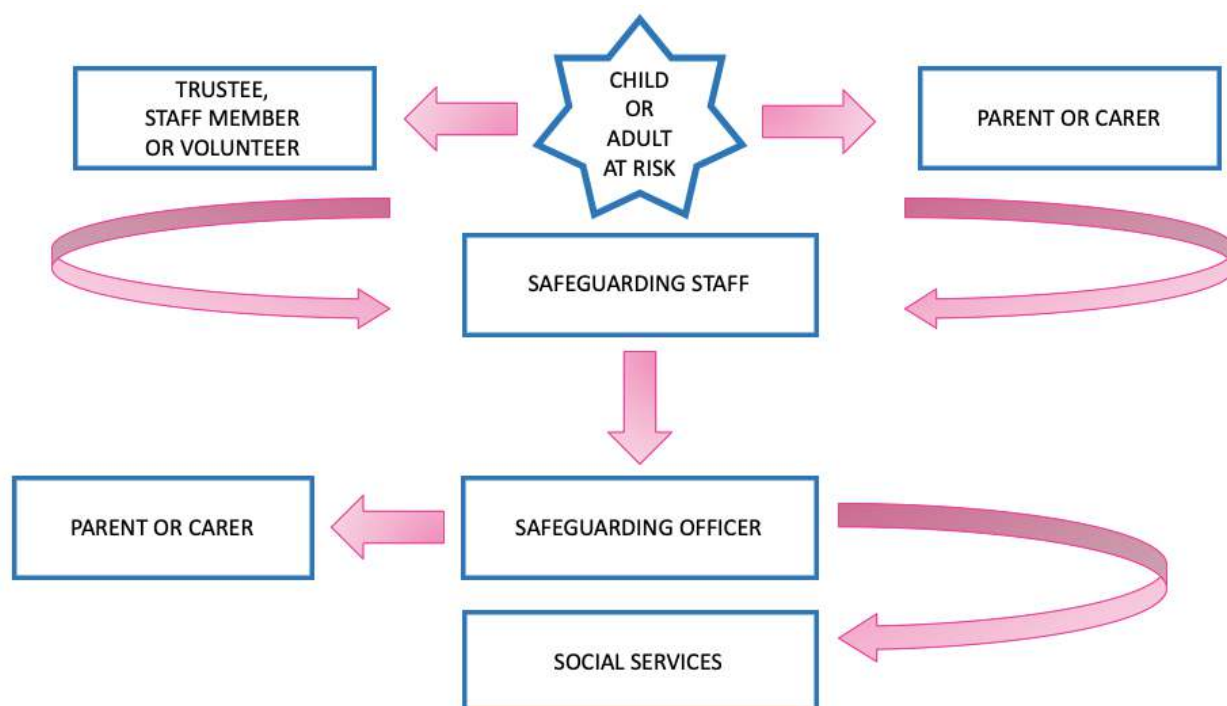 CHILD
OR
ADULT
AT RISK
TRUSTEE,
STAFF MEMBER
OR VOLUNTEER
PARENT OR CARER
SAFEGUARDING STAFF
PARENT OR CARER
SAFEGUARDING OFFICER
SOCIAL SERVICES